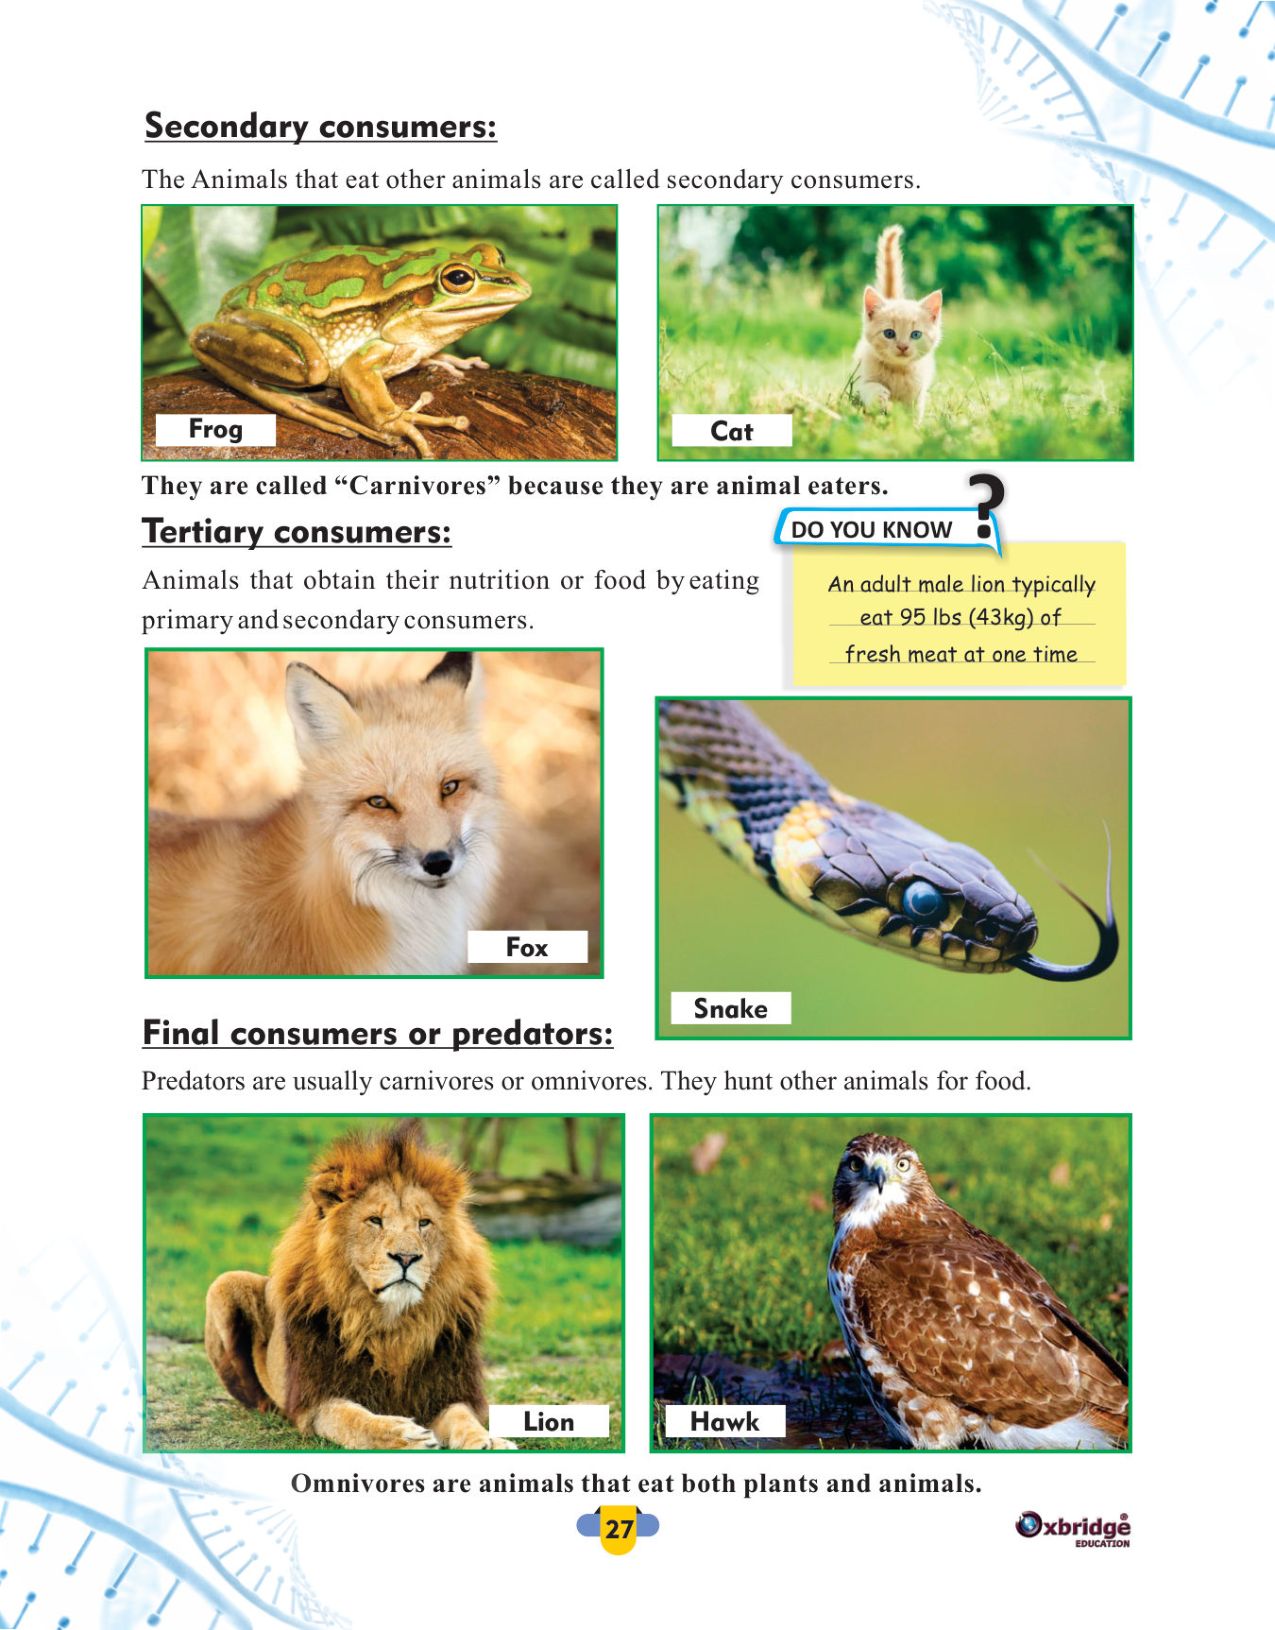 Secondary consumers:
The Animals that eat other animals are called secondary consumers.
Frog
Cat
They are called “Carnivores” because they are animal eaters.
Tertiary consumers:
Animals that obtain their nutrition or food by eating
primary and secondary consumers.
DO YOU KNOW ?
An adult male lion typically
eat 95 lbs (43kg) of
fresh meat at one time
Fox
Snake
Final consumers or predators:
Predators are usually carnivores or omnivores. They hunt other animals for food.
Lion
Hawk
Omnivores are animals that eat both plants and animals.
27
Oxbridge®
EDUCATION